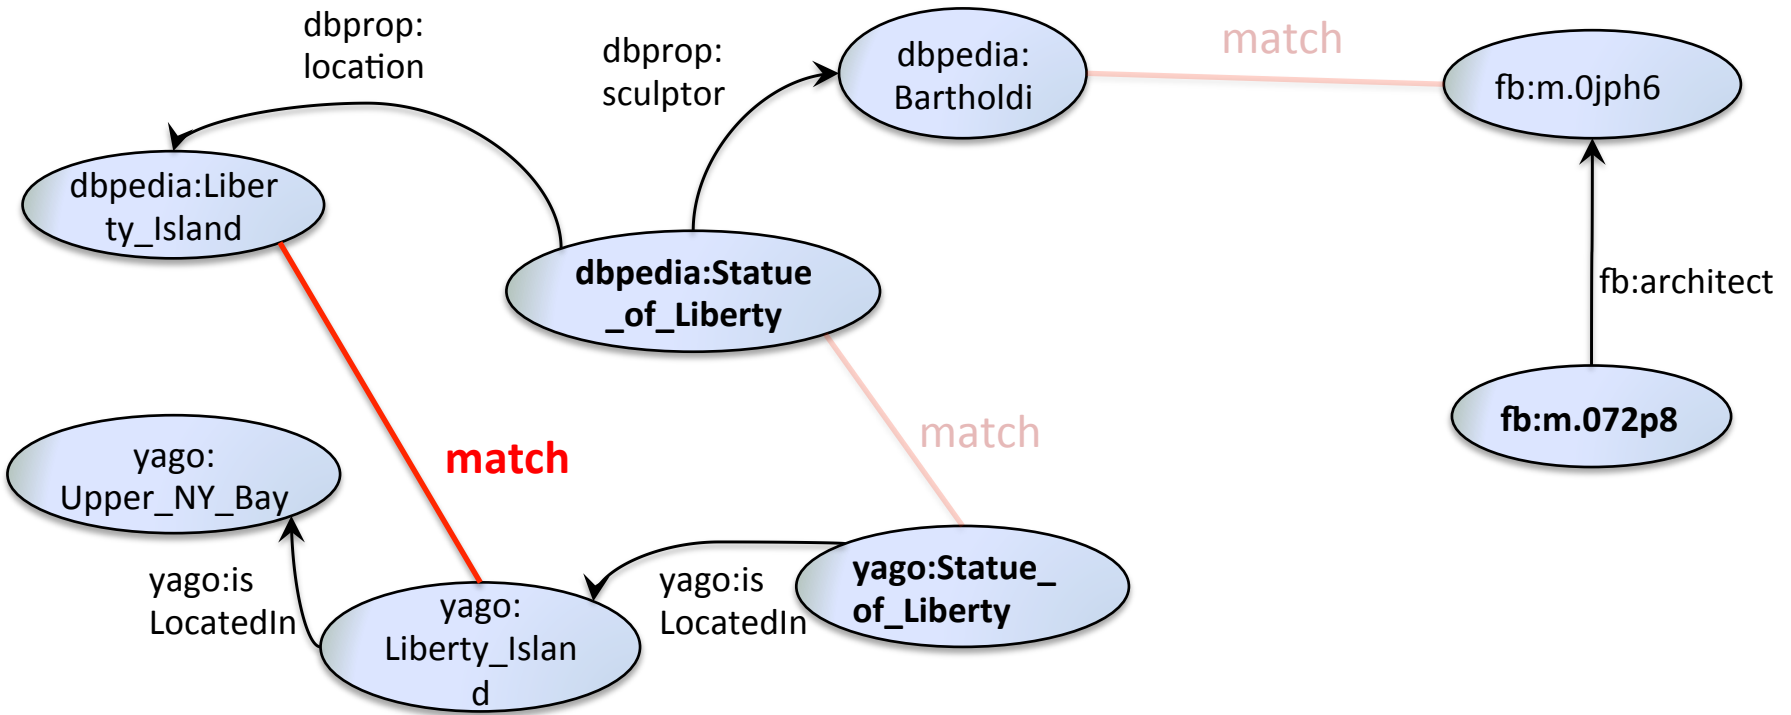 dbprop:
location
dbprop:
sculptor
dbpedia:
Bartholdi
match
fb:m.0jph6
dbpedia:Liber
ty_Island
dbpedia:Statue
_of_Liberty
fb:architect
fb:m.072p8
match
match
yago:
Upper_NY_Bay
yago:is
LocatedIn
yago:
Liberty_Islan
d
yago:is
LocatedIn
yago:Statue_
of_Liberty